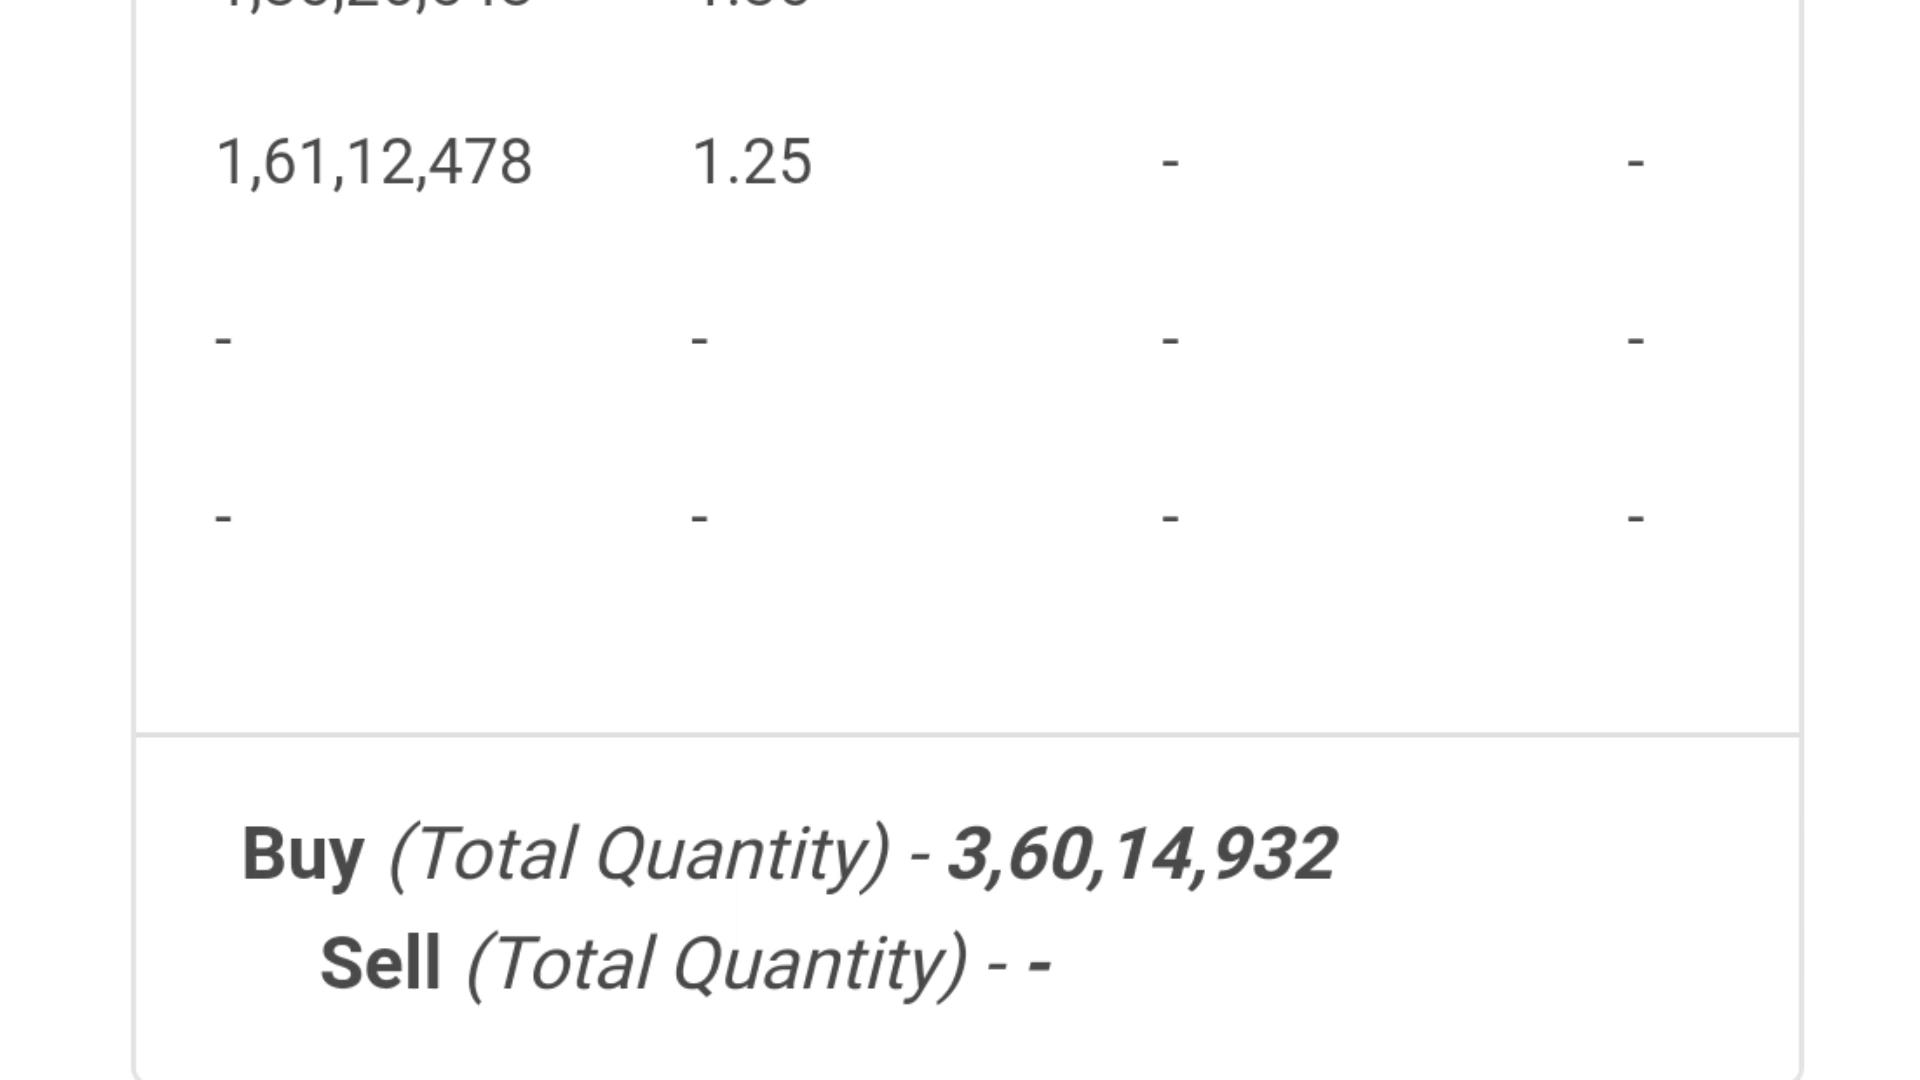 1,61,12,478 1.25 - -
- - - -
- - - -
Buy (Total Quantity) - 3,60,14,932
Sell (Total Quantity) - -